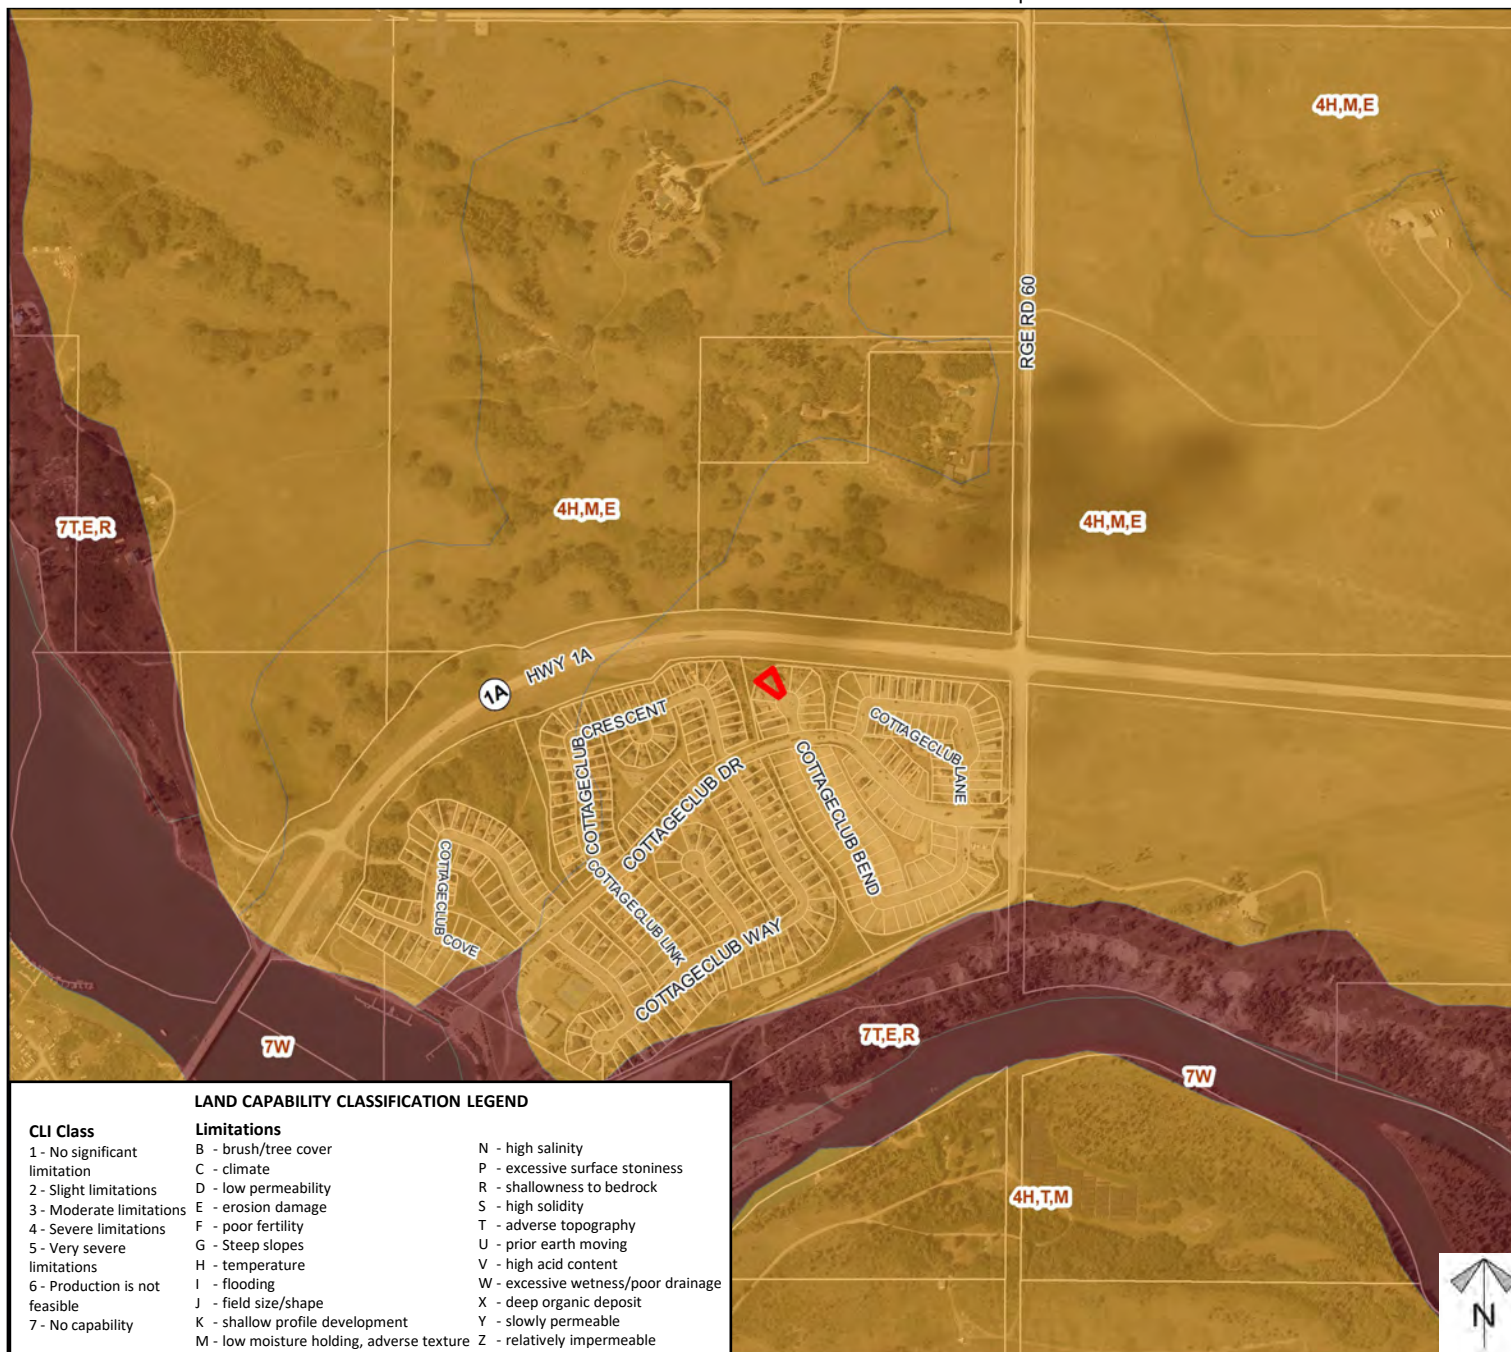 4H,M,E
RGE RD 60
7T,E,R
4H,M,E
4H,M,E
1A
HWY 1A
COTTAGECLUB CRESCENT
COTTAGECLUB LANE
COTTAGECLUB DR
COTTAGECLUB BEND
COTTAGECLUB COVE
COTTAGECLUB LINK
COTTAGECLUB WAY
7W
7T,E,R
7W
4H,T,M
N
LAND CAPABILITY CLASSIFICATION LEGEND
CLI Class
1 - No significant
limitation
2 - Slight limitations
3 - Moderate limitations
4 - Severe limitations
5 - Very severe
limitations
6 - Production is not
feasible
7 - No capability
Limitations
B - brush/tree cover
C - climate
D - low permeability
E - erosion damage
F - poor fertility
G - Steep slopes
H - temperature
I - flooding
J - field size/shape
K - shallow profile development
M - low moisture holding, adverse texture
N - high salinity
P - excessive surface stoniness
R - shallowness to bedrock
S - high solidity
T - adverse topography
U - prior earth moving
V - high acid content
W - excessive wetness/poor drainage
X - deep organic deposit
Y - slowly permeable
Z - relatively impermeable